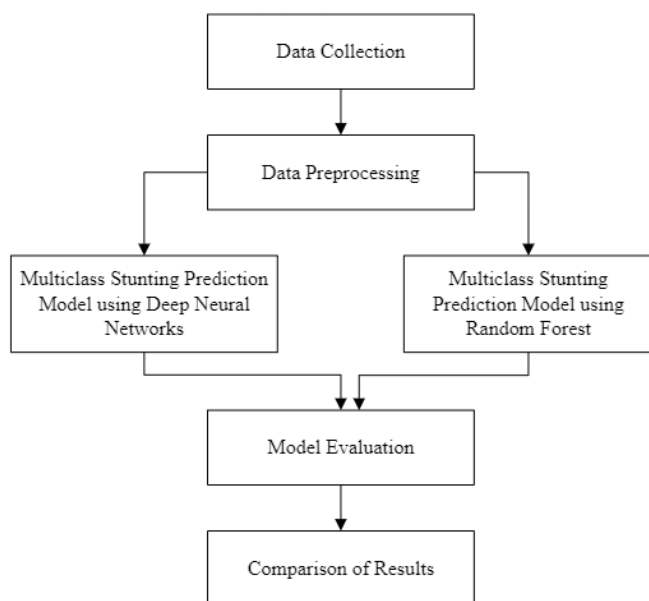 Data Collection
Data Preprocessing
Multiclass Stunting Prediction
Model using Deep Neural
Networks
Multiclass Stunting
Prediction Model using
Random Forest
Model Evaluation
Comparison of Results